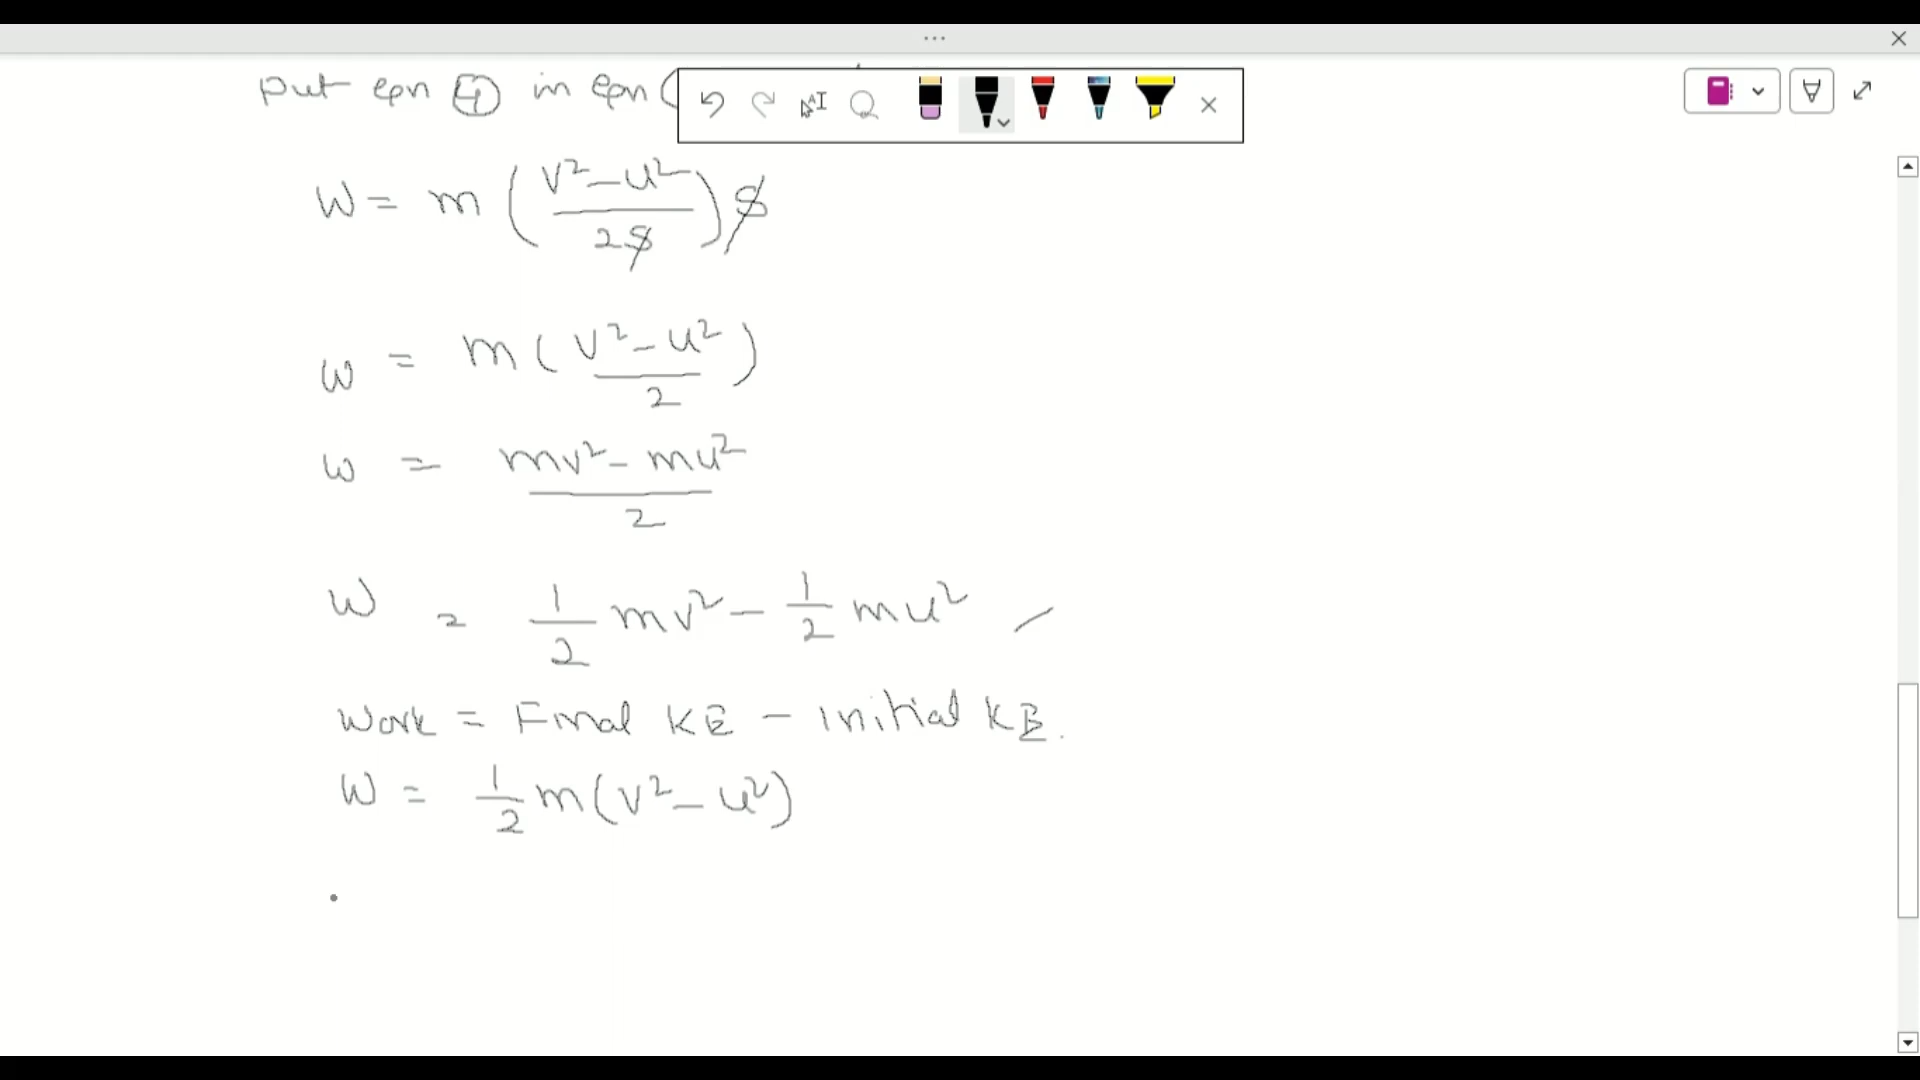 put eqn ④ in eqn (
W = m (v²-u²/2s) s
w = m (v²-u²/2)
w = mv²-mu²/2
W = 1/2 mv² - 1/2 mu²
Work = Final KE - initial KE.
W = 1/2 m(v²-u²)